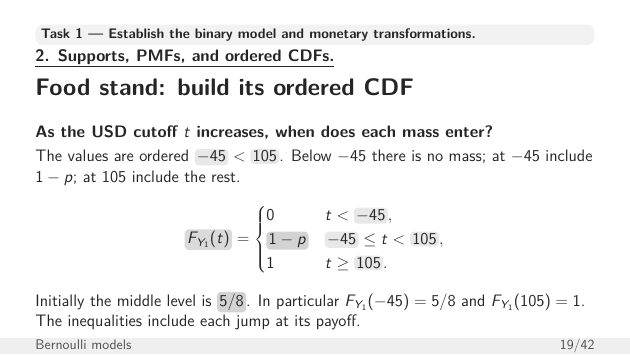 Task 1 — Establish the binary model and monetary transformations.
2. Supports, PMFs, and ordered CDFs.
Food stand: build its ordered CDF
As the USD cutoff t increases, when does each mass enter?
The values are ordered −45 < 105. Below −45 there is no mass; at −45 include
1 − p; at 105 include the rest.
F_{Y_1}(t) = { 0 t < −45,
1 − p −45 ≤ t < 105,
1 t ≥ 105.
Initially the middle level is 5/8. In particular F_{Y_1}(−45) = 5/8 and F_{Y_1}(105) = 1.
The inequalities include each jump at its payoff.
Bernoulli models 19/42